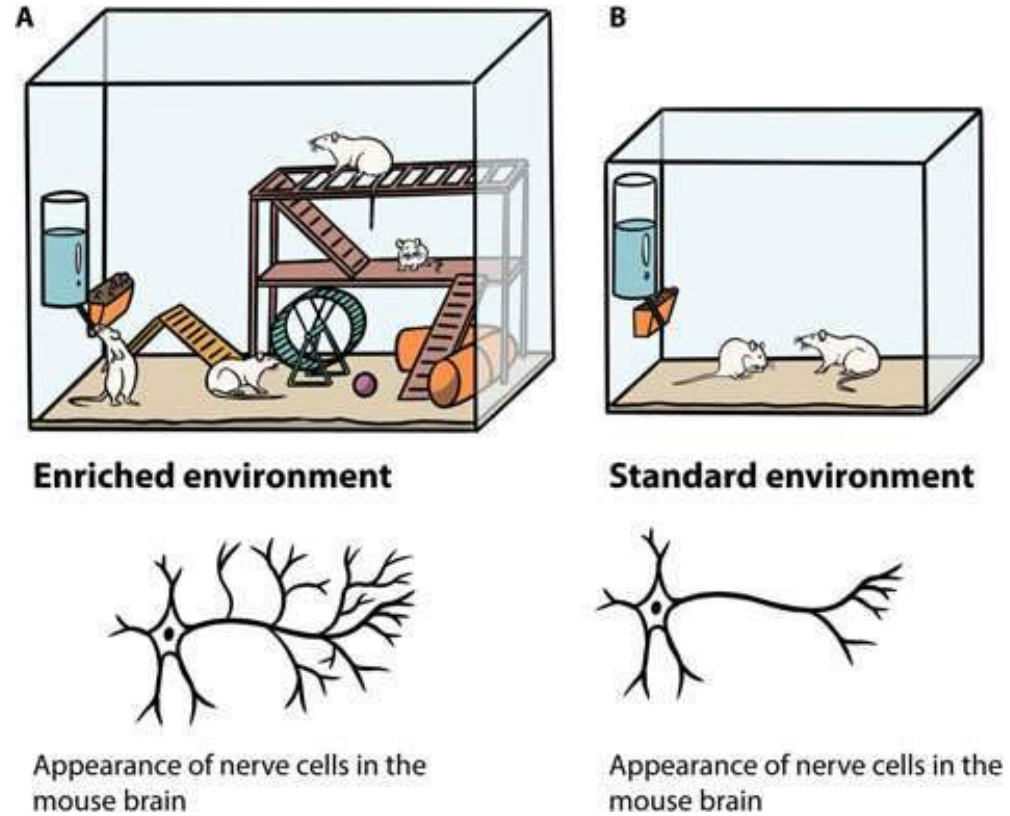 A
B
Enriched environment
Standard environment
Appearance of nerve cells in the
mouse brain
Appearance of nerve cells in the
mouse brain